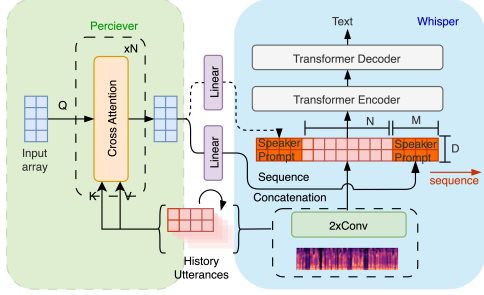 Perciever
Whisper
Text
xN
Transformer Decoder
Linear
Q
Cross Attention
Transformer Encoder
N
M
Input
array
Linear
Speaker
Prompt
Speaker
Prompt
D
Sequence
Concatenation
sequence
K
V
2xConv
History
Utterances